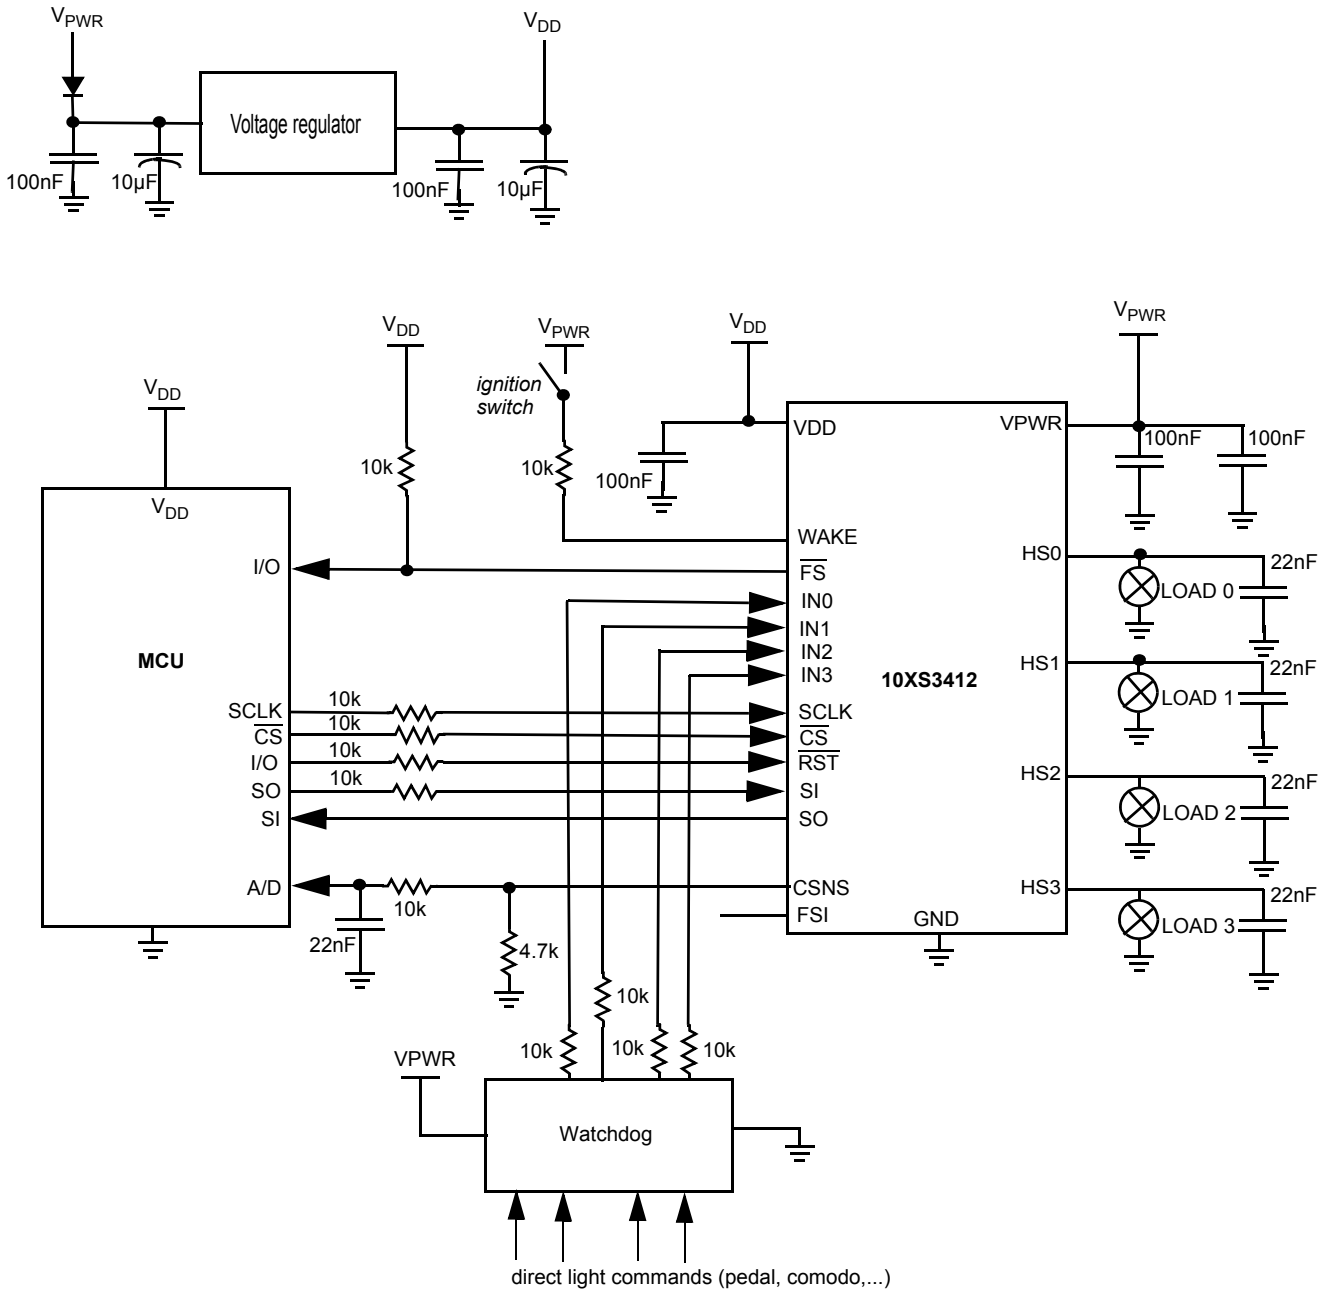 VPWR
VDD
Voltage regulator
100nF
10µF
100nF
10µF
VDD
VPWR
VDD
VPWR
ignition
switch
VDD
VDD
10k
10k
100nF
VDD
VPWR
100nF
100nF
WAKE
I/O
FS
HS0
22nF
LOAD 0
IN0
IN1
IN2
IN3
MCU
10XS3412
HS1
22nF
LOAD 1
SCLK
10k
SCLK
CS
10k
CS
I/O
10k
RST
SO
10k
SI
SI
SO
HS2
22nF
LOAD 2
A/D
10k
CSNS
HS3
22nF
FSI
GND
LOAD 3
22nF
4.7k
10k
10k
10k
10k
VPWR
Watchdog
direct light commands (pedal, comodo,...)